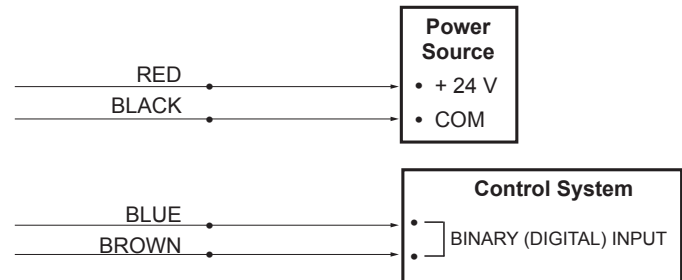 Power
Source
RED
• + 24 V
BLACK
• COM
Control System
BLUE
BINARY (DIGITAL) INPUT
BROWN